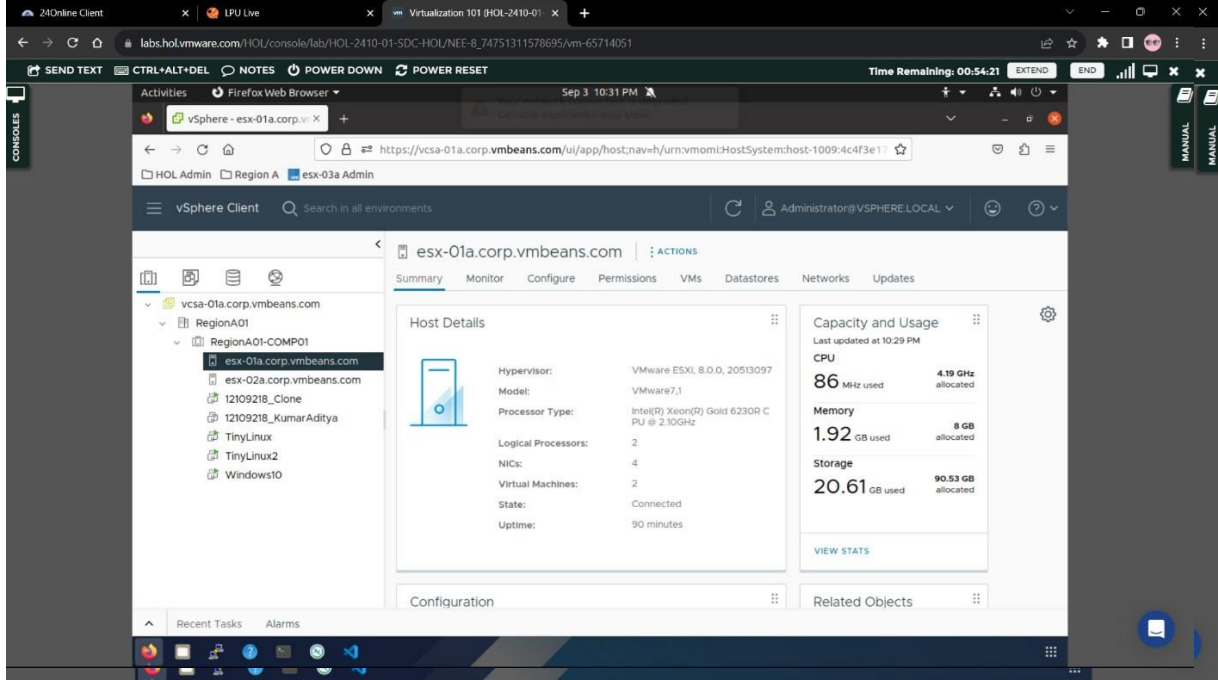 24Online Client
LPU Live
vm Virtualization 101 (HOL-2410-01-
labs.hol.vmware.com/HOL/console/lab/HOL-2410-01-SDC-HOL/NEE-8_74751311578695/vm-65714051
SEND TEXT CTRL+ALT+DEL NOTES POWER DOWN POWER RESET Time Remaining: 00:54:21 EXTEND END
CONSOLES
MANUAL
MANUAL
Activities Firefox Web Browser Sep 3 10:31 PM
vSphere - esx-01a.corp.v
https://vcsa-01a.corp.vmbeans.com/ui/app/host;nav=h/urn:vmomi:HostSystem:host-1009:4c4f3e17
HOL Admin Region A esx-03a Admin
vSphere Client Search in all environments Administrator@VSPHERE.LOCAL
vcsa-01a.corp.vmbeans.com
RegionA01
RegionA01-COMP01
esx-01a.corp.vmbeans.com
esx-02a.corp.vmbeans.com
12109218_Clone
12109218_KumarAditya
TinyLinux
TinyLinux2
Windows10
esx-01a.corp.vmbeans.com ACTIONS
Summary Monitor Configure Permissions VMs Datastores Networks Updates
Host Details
Hypervisor: VMware ESXi, 8.0.0, 20513097
Model: VMware7,1
Processor Type: Intel(R) Xeon(R) Gold 6230R C
PU @ 2.10GHz
Logical Processors: 2
NICs: 4
Virtual Machines: 2
State: Connected
Uptime: 90 minutes
Capacity and Usage
Last updated at 10:29 PM
CPU
86 MHz used 4.19 GHz allocated
Memory
1.92 GB used 8 GB allocated
Storage
20.61 GB used 90.53 GB allocated
VIEW STATS
Configuration
Related Objects
Recent Tasks Alarms